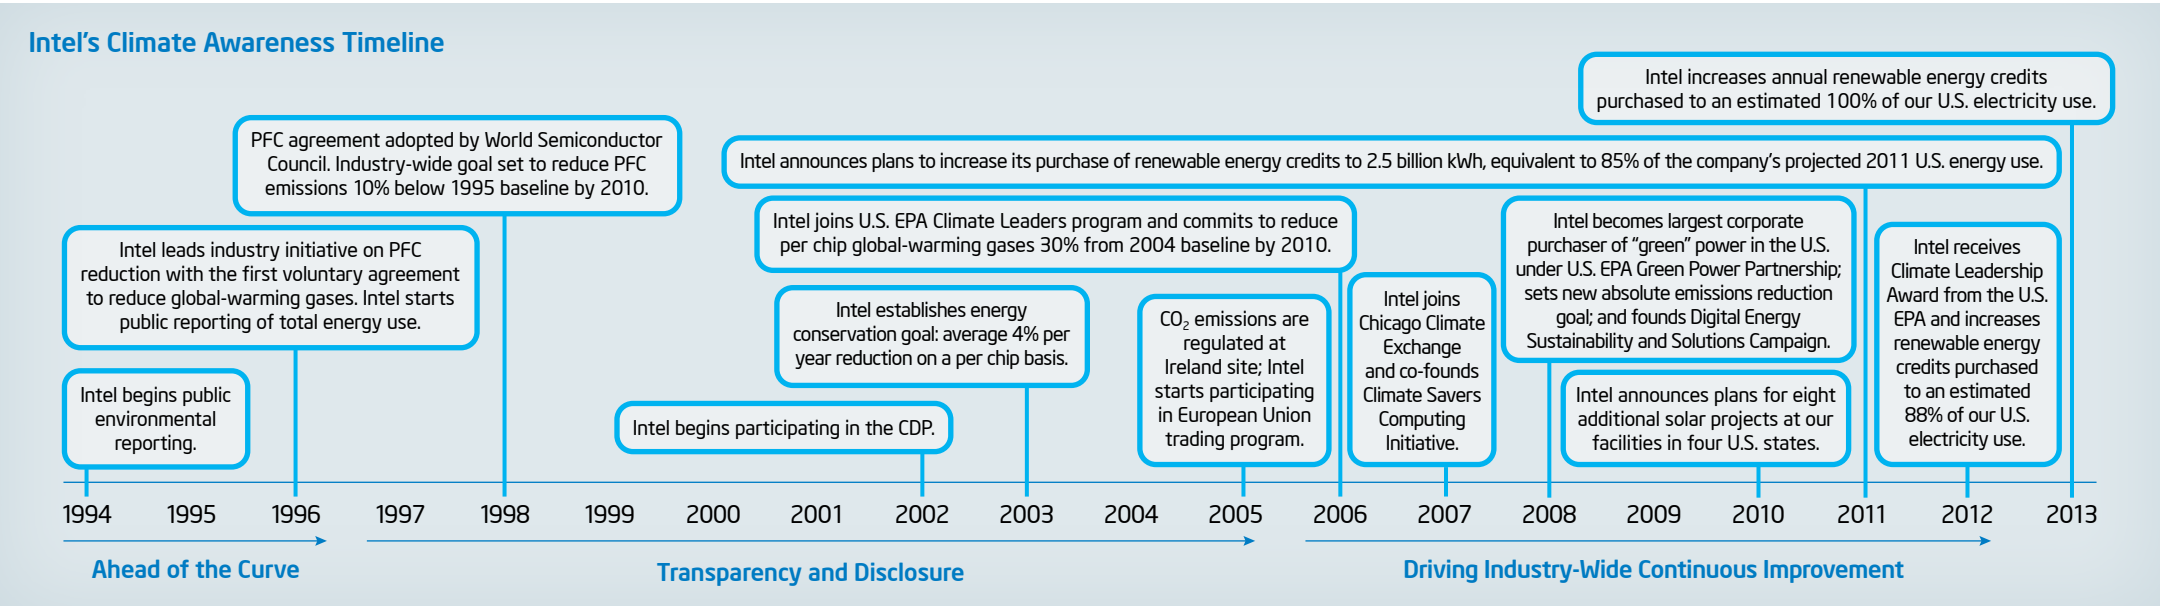 Intel's Climate Awareness Timeline
Intel increases annual renewable energy credits
purchased to an estimated 100% of our U.S. electricity use.
PFC agreement adopted by World Semiconductor
Council. Industry-wide goal set to reduce PFC
emissions 10% below 1995 baseline by 2010.
Intel announces plans to increase its purchase of renewable energy credits to 2.5 billion kWh, equivalent to 85% of the company's projected 2011 U.S. energy use.
Intel leads industry initiative on PFC
reduction with the first voluntary agreement
to reduce global-warming gases. Intel starts
public reporting of total energy use.
Intel joins U.S. EPA Climate Leaders program and commits to reduce
per chip global-warming gases 30% from 2004 baseline by 2010.
Intel becomes largest corporate
purchaser of “green” power in the U.S.
under U.S. EPA Green Power Partnership;
sets new absolute emissions reduction
goal; and founds Digital Energy
Sustainability and Solutions Campaign.
Intel receives
Climate Leadership
Award from the U.S.
EPA and increases
renewable energy
credits purchased
to an estimated
88% of our U.S.
electricity use.
Intel establishes energy
conservation goal: average 4% per
year reduction on a per chip basis.
CO₂ emissions are
regulated at
Ireland site; Intel
starts participating
in European Union
trading program.
Intel joins
Chicago Climate
Exchange
and co-founds
Climate Savers
Computing
Initiative.
Intel begins public
environmental
reporting.
Intel begins participating in the CDP.
Intel announces plans for eight
additional solar projects at our
facilities in four U.S. states.
1994 1995 1996 1997 1998 1999 2000 2001 2002 2003 2004 2005 2006 2007 2008 2009 2010 2011 2012 2013
Ahead of the Curve
Transparency and Disclosure
Driving Industry-Wide Continuous Improvement